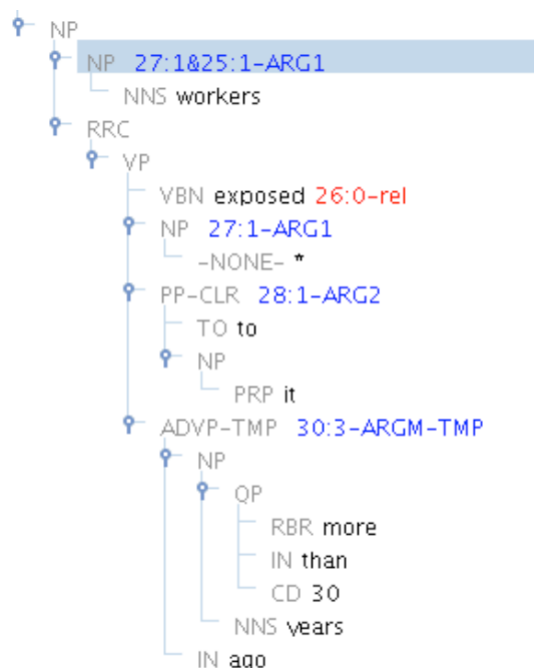 NP
NP 27:1&25:1-ARG1
NNS workers
RRC
VP
VBN exposed 26:0-rel
NP 27:1-ARG1
-NONE- *
PP-CLR 28:1-ARG2
TO to
NP
PRP it
ADVP-TMP 30:3-ARGM-TMP
NP
QP
RBR more
IN than
CD 30
NNS years
IN ago